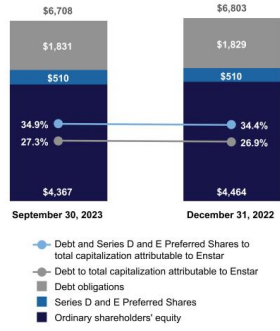 $6,708 $6,803
$1,831 $1,829
$510 $510
34.9% 34.4%
27.3% 26.9%
$4,367 $4,464
September 30, 2023 December 31, 2022
Debt and Series D and E Preferred Shares to
total capitalization attributable to Enstar
Debt to total capitalization attributable to Enstar
Debt obligations
Series D and E Preferred Shares
Ordinary shareholders' equity